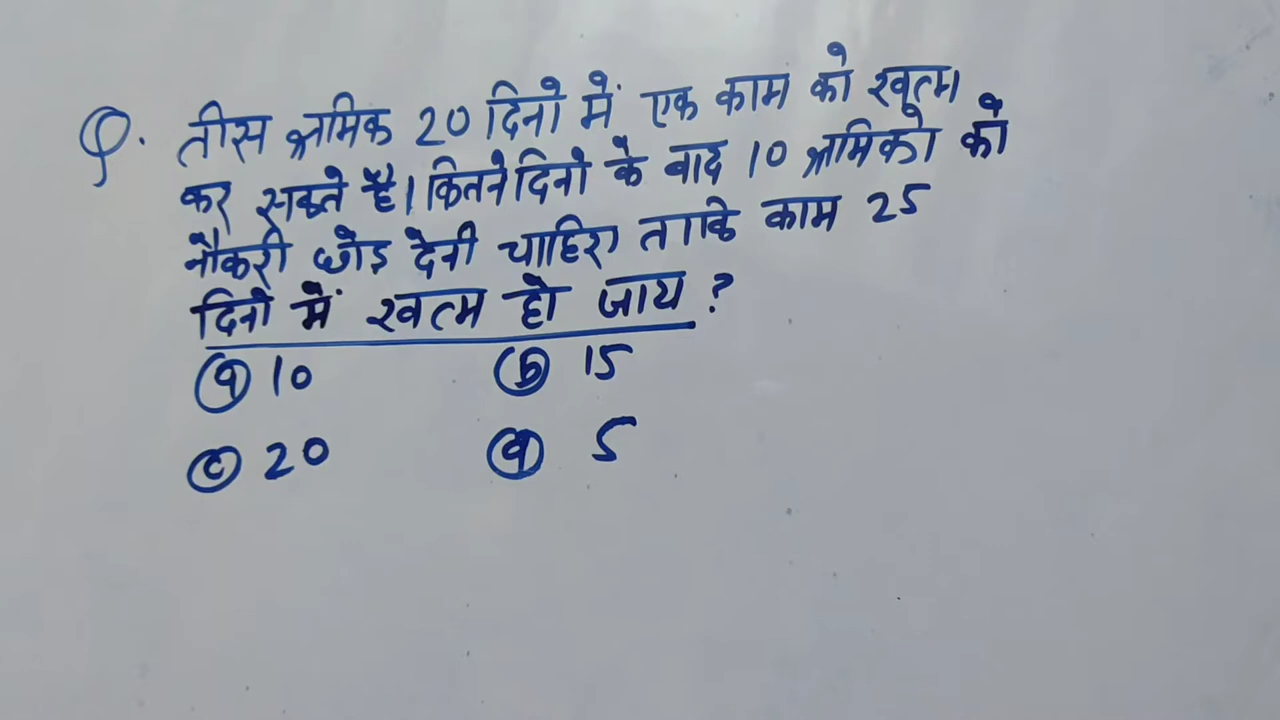 Q. तीस श्रमिक 20 दिनो में एक काम को खत्म
कर सकते है। कितने दिनो के बाद 10 श्रमिको को
नौकरी छोड़ देनी चाहिए ताकि काम 25
दिनो में खत्म हो जाय ?
(a) 10 (b) 15
(c) 20 (d) 5